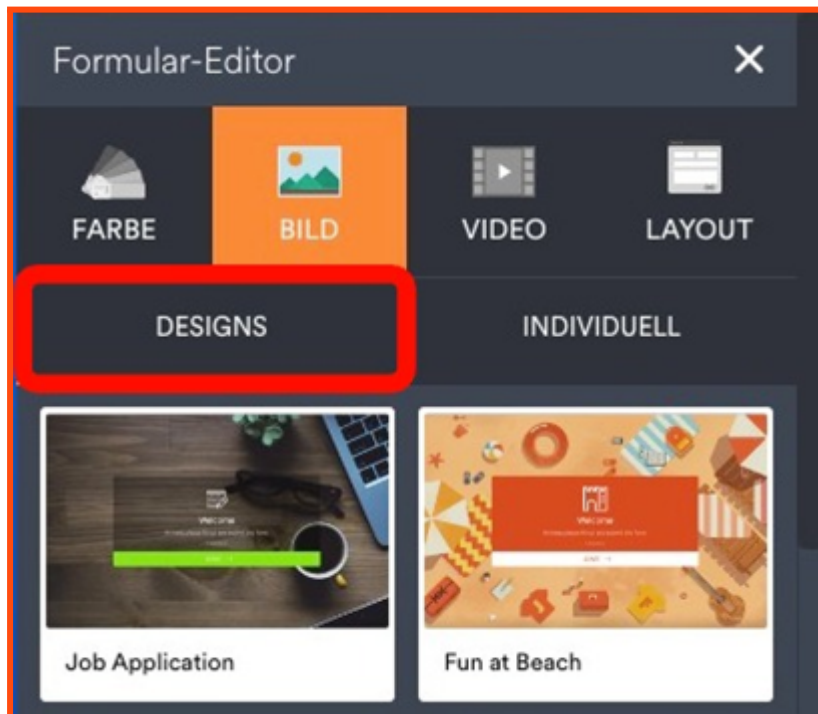 Formular-Editor
FARBE
BILD
VIDEO
LAYOUT
DESIGNS
INDIVIDUELL
Welcome
Welcome
Job Application
Fun at Beach